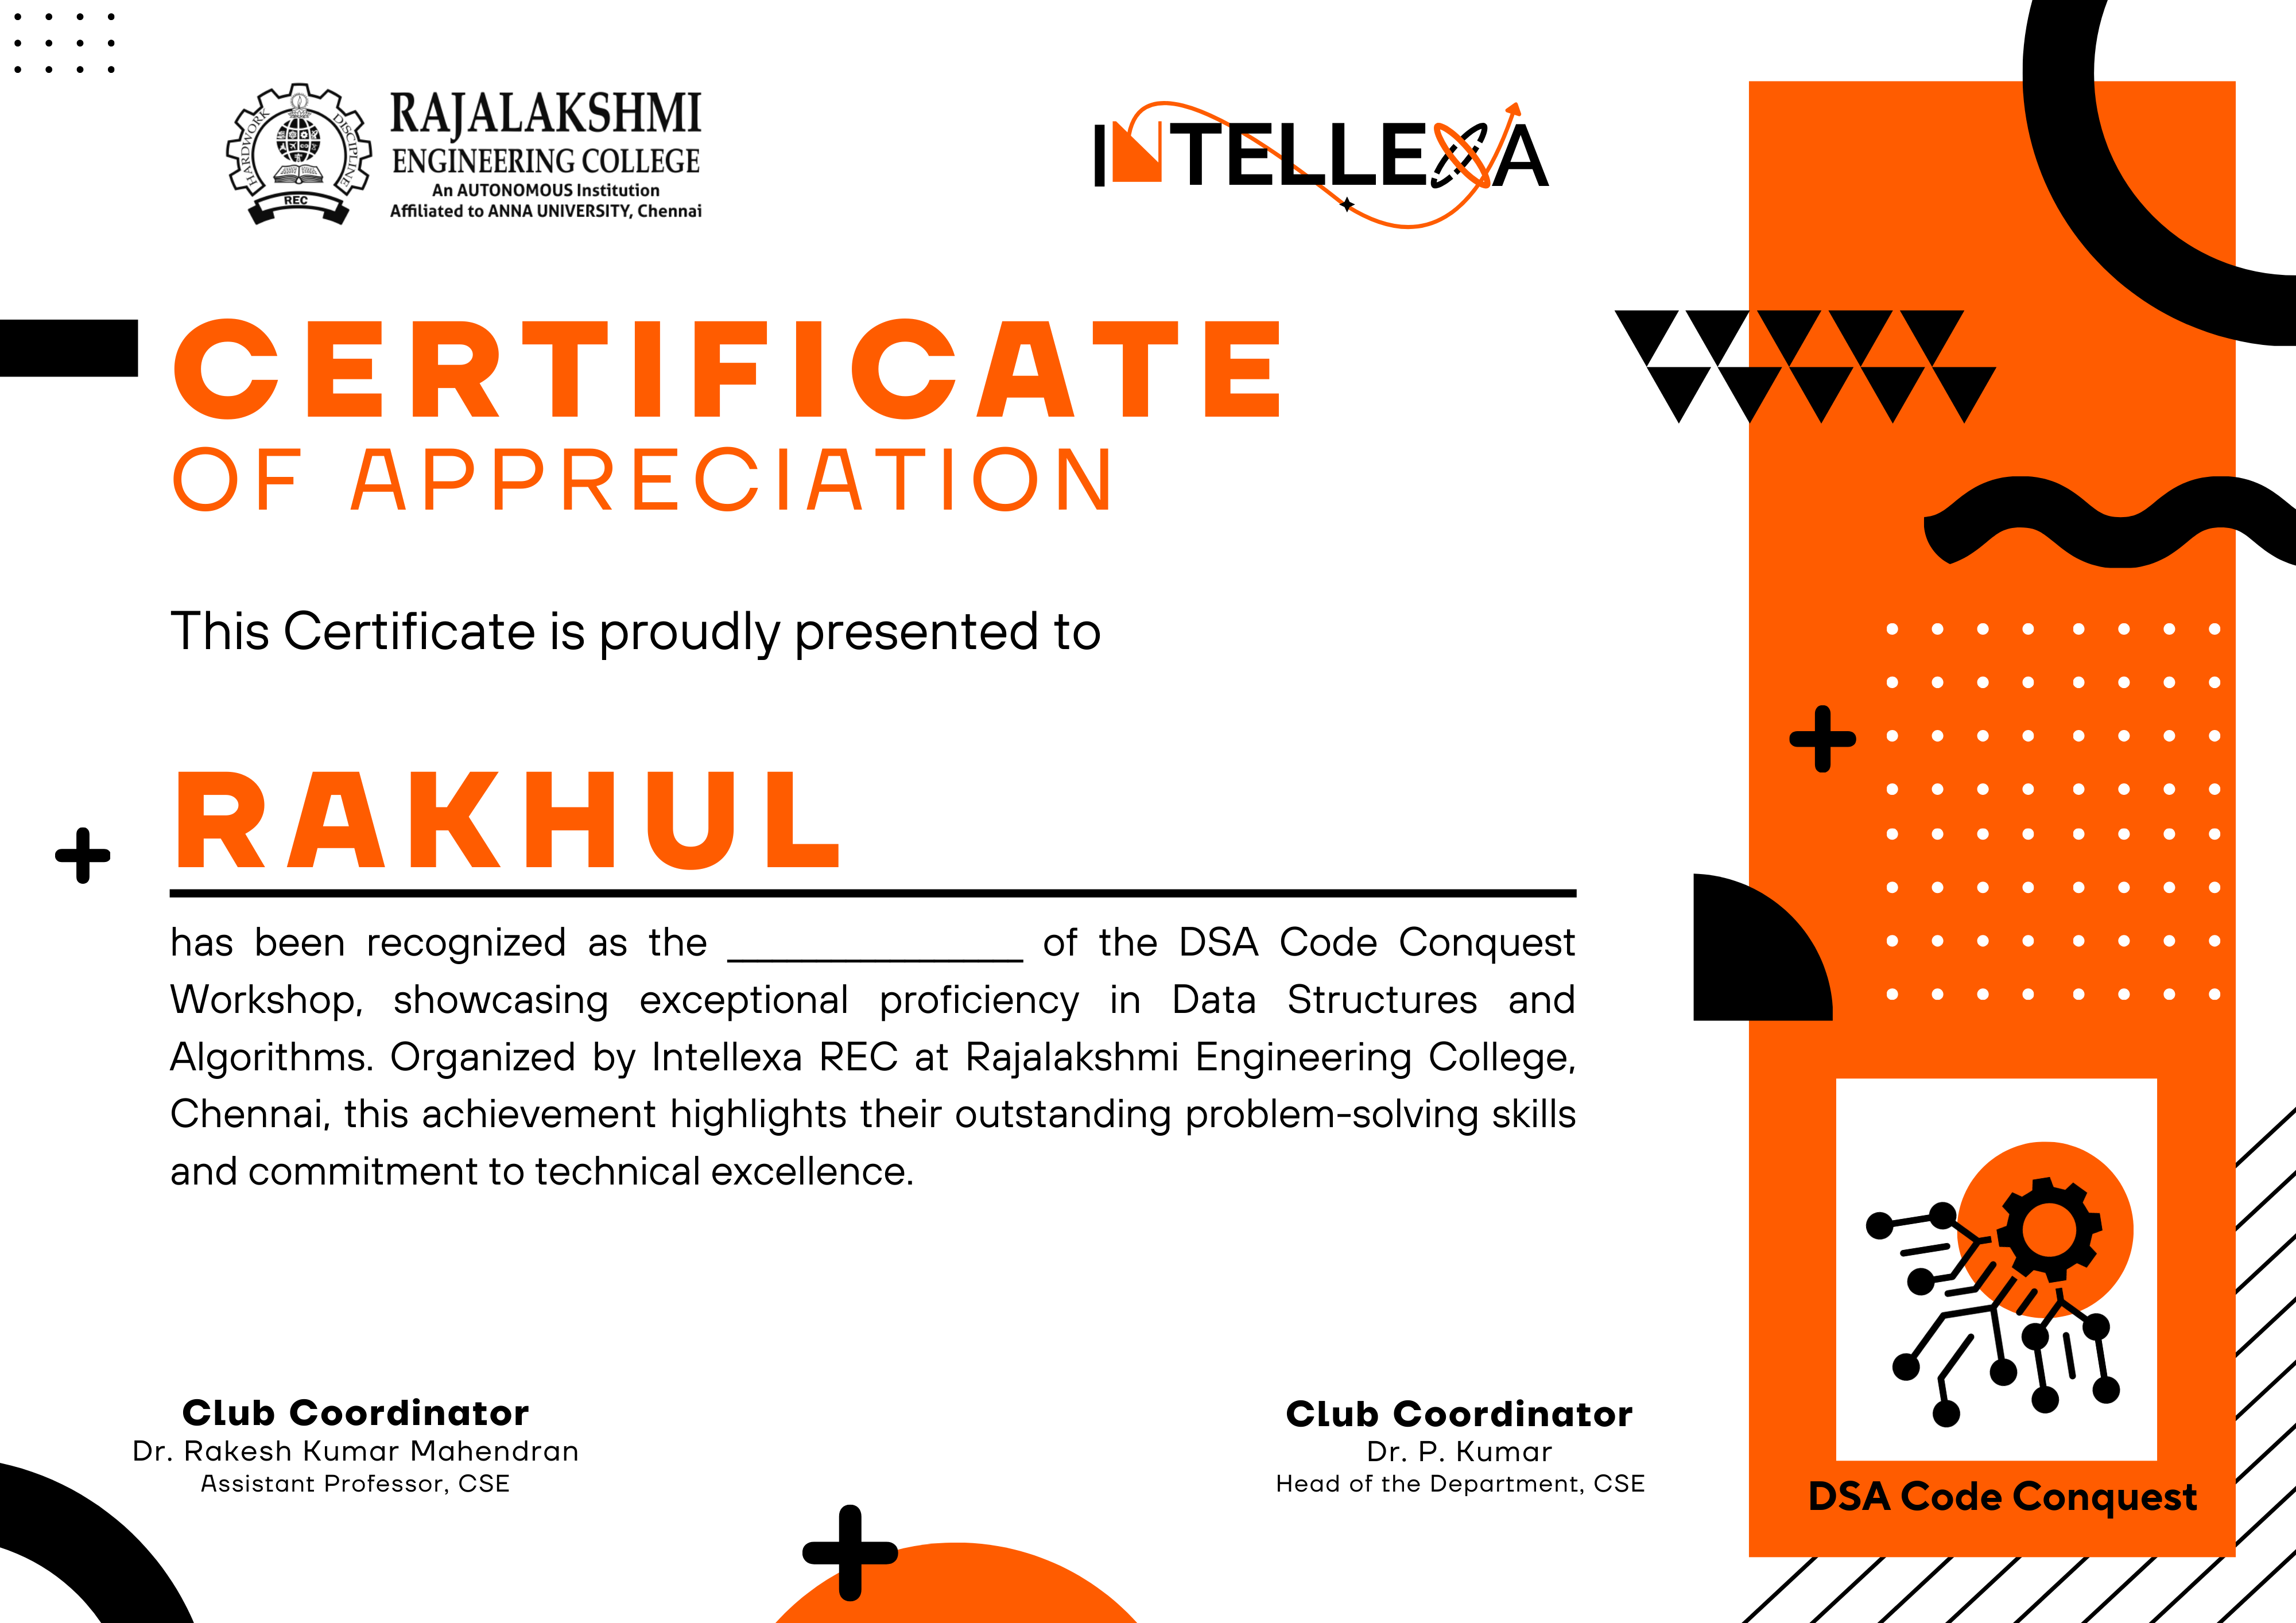 HARDWORK
DISCIPLINE
REC
RAJALAKSHMI
ENGINEERING COLLEGE
An AUTONOMOUS Institution
Affiliated to ANNA UNIVERSITY, Chennai
INTELLEXA
CERTIFICATE
OF APPRECIATION
This Certificate is proudly presented to
RAKHUL
has been recognized as the ______________ of the DSA Code Conquest
Workshop, showcasing exceptional proficiency in Data Structures and
Algorithms. Organized by Intellexa REC at Rajalakshmi Engineering College,
Chennai, this achievement highlights their outstanding problem-solving skills
and commitment to technical excellence.
Club Coordinator
Dr. Rakesh Kumar Mahendran
Assistant Professor, CSE
Club Coordinator
Dr. P. Kumar
Head of the Department, CSE
DSA Code Conquest